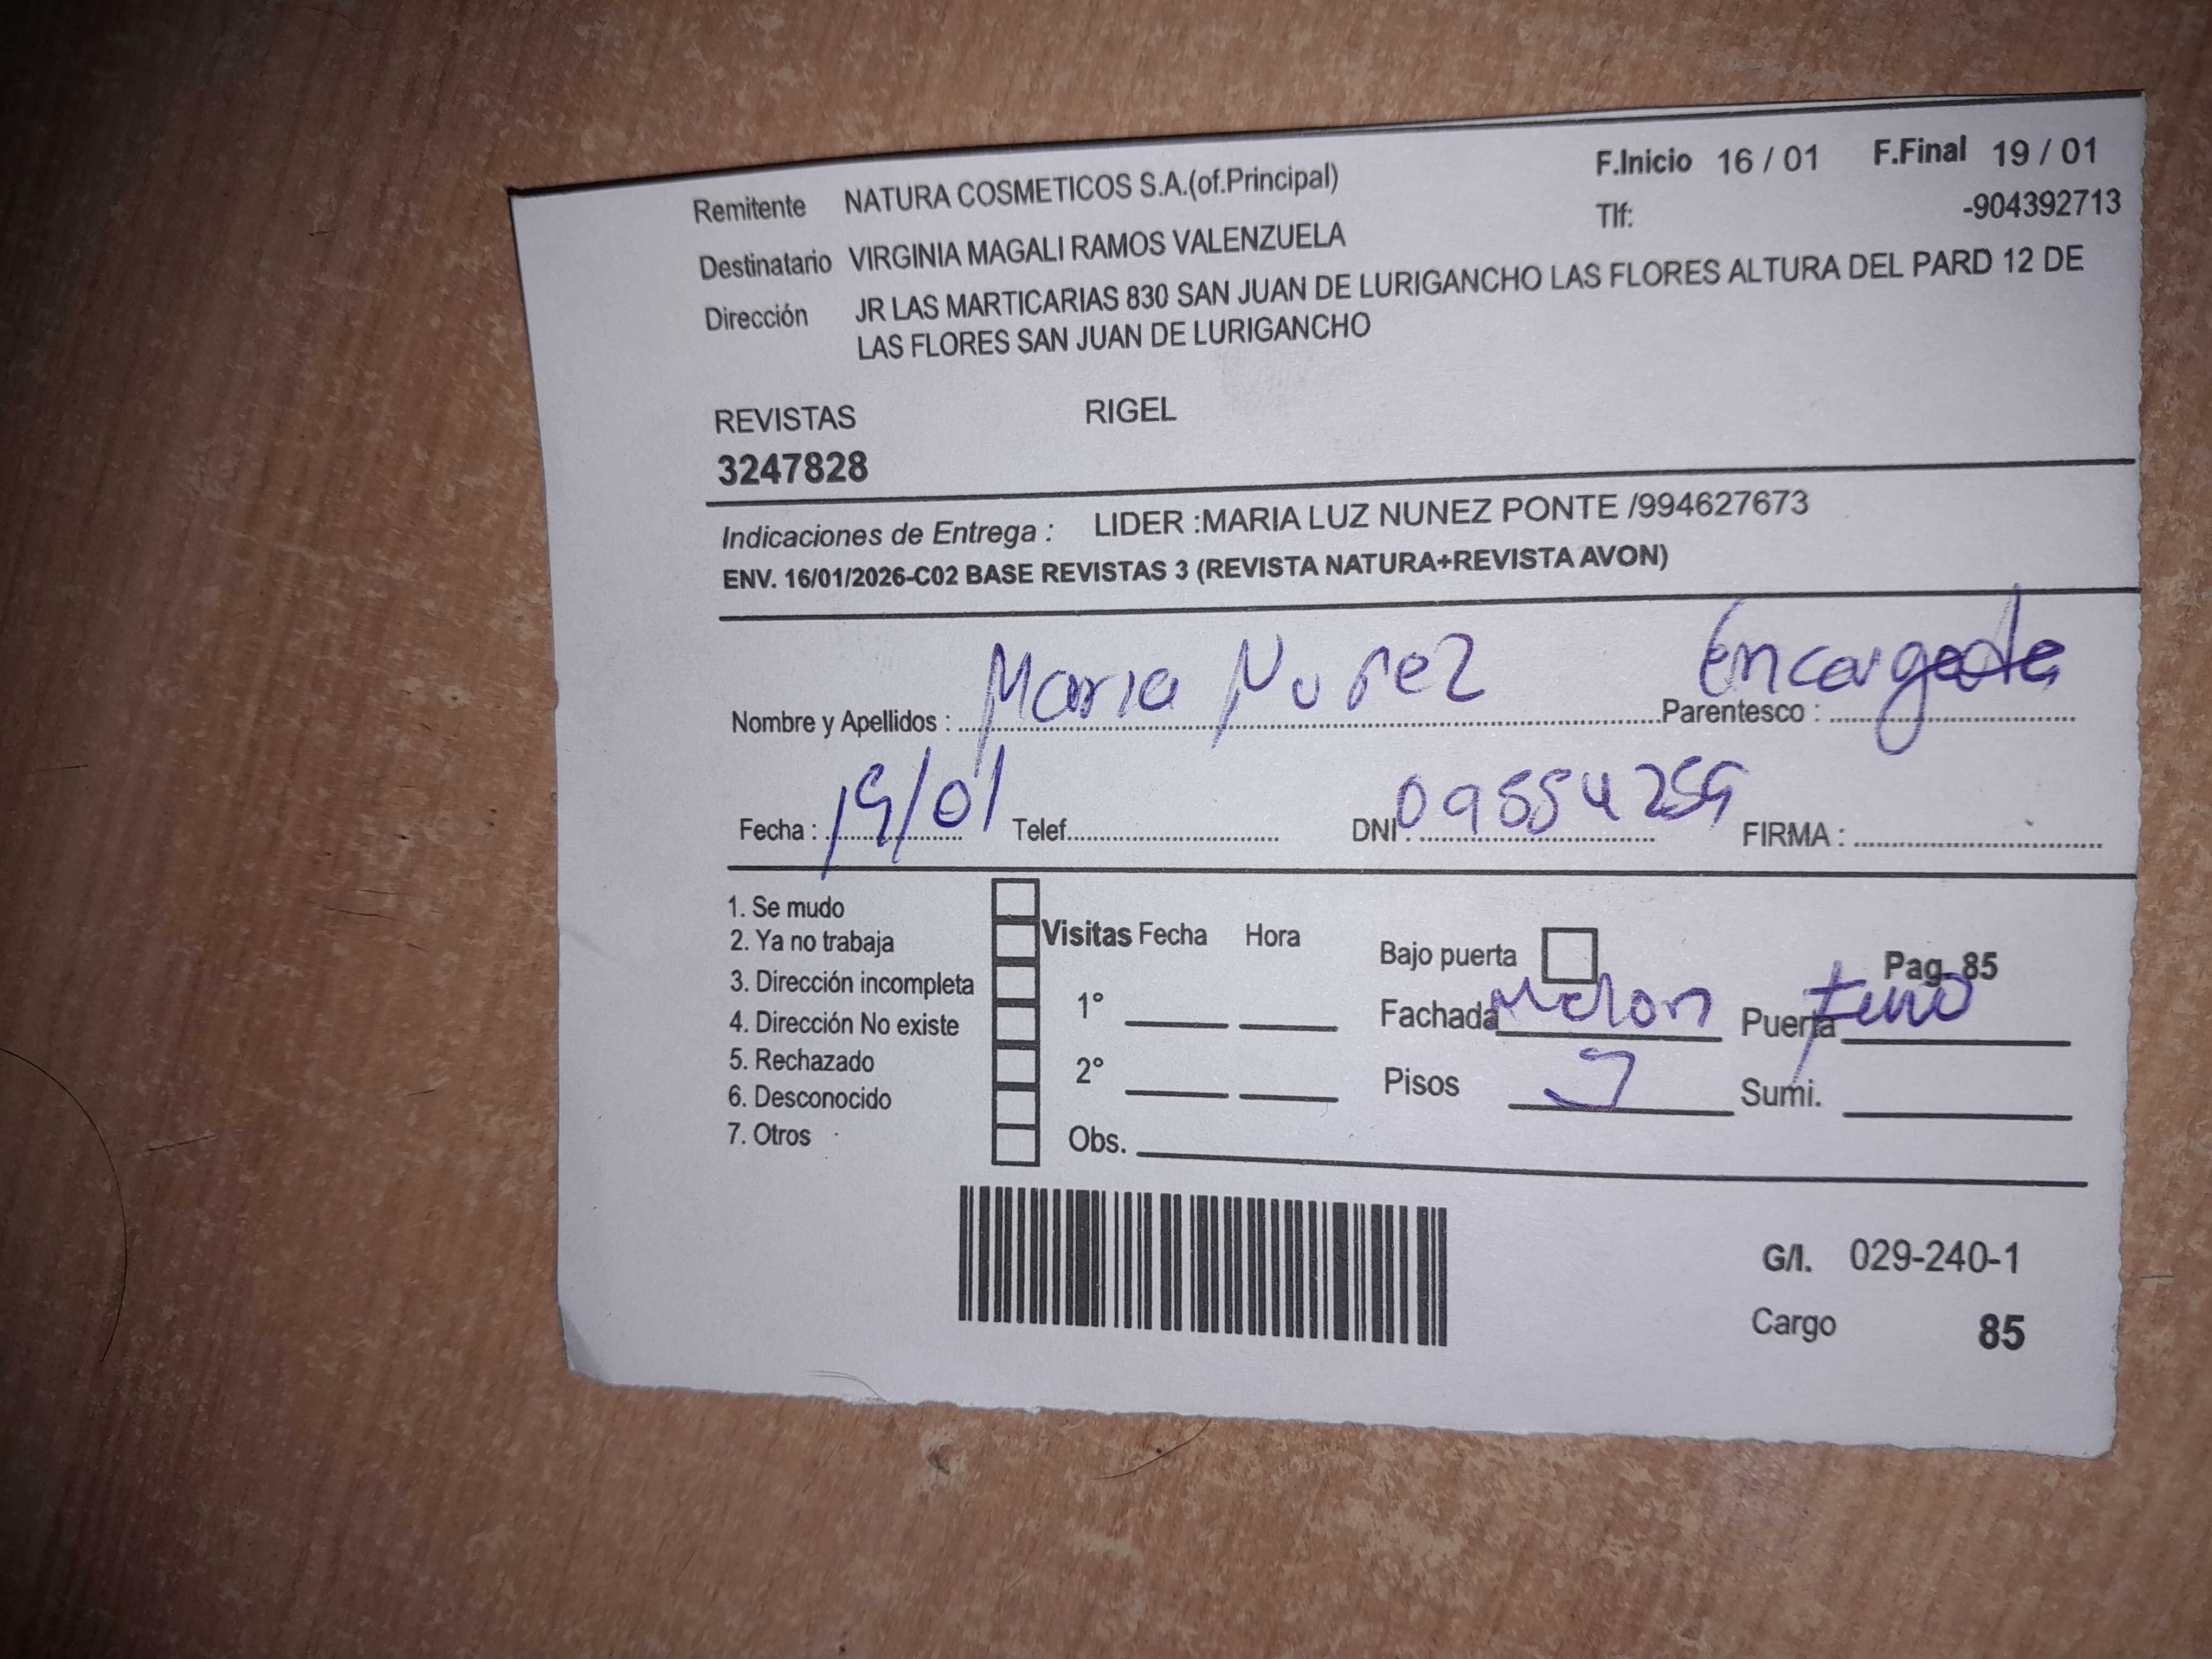 Remitente NATURA COSMETICOS S.A.(of.Principal) F.Inicio 16 / 01 F.Final 19 / 01
Tlf: -904392713
Destinatario VIRGINIA MAGALI RAMOS VALENZUELA
Dirección JR LAS MARTICARIAS 830 SAN JUAN DE LURIGANCHO LAS FLORES ALTURA DEL PARD 12 DE
LAS FLORES SAN JUAN DE LURIGANCHO
REVISTAS RIGEL
3247828
Indicaciones de Entrega : LIDER :MARIA LUZ NUNEZ PONTE /994627673
ENV. 16/01/2026-C02 BASE REVISTAS 3 (REVISTA NATURA+REVISTA AVON)
Nombre y Apellidos : Maria Nuñez Parentesco : Encargada
Fecha : 19/01 Telef. DNI : FIRMA :
1. Se mudo
2. Ya no trabaja
3. Dirección incompleta
4. Dirección No existe
5. Rechazado
6. Desconocido
7. Otros
Visitas Fecha Hora
1°
2°
Obs.
Bajo puerta Pag. 85
Fachada Melon Puerta
Pisos Sumi.
G/I. 029-240-1
Cargo 85